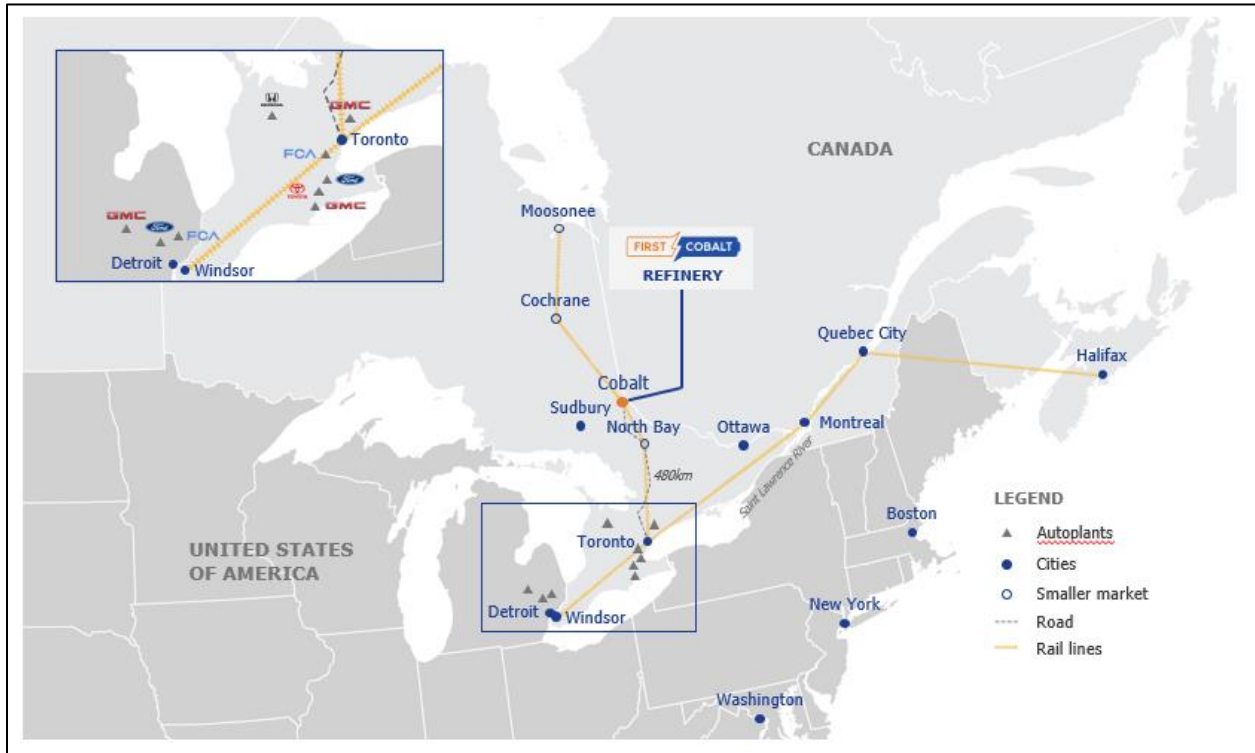 HONDA
GMC
Toronto
FCA
Ford
TOYOTA
GMC
GMC
Ford
FCA
Detroit
Windsor
CANADA
Moosonee
FIRST COBALT
REFINERY
Cochrane
Quebec City
Halifax
Cobalt
Sudbury
North Bay
Ottawa
Montreal
480km
Saint Lawrence River
UNITED STATES
OF AMERICA
Toronto
Detroit
Windsor
Boston
New York
Washington
LEGEND
Autoplants
Cities
Smaller market
Road
Rail lines